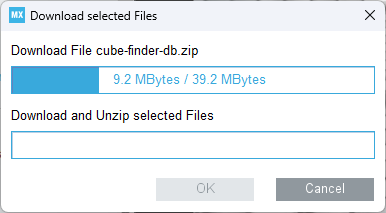 MX Download selected Files
Download File cube-finder-db.zip
9.2 MBytes / 39.2 MBytes
Download and Unzip selected Files
OK Cancel